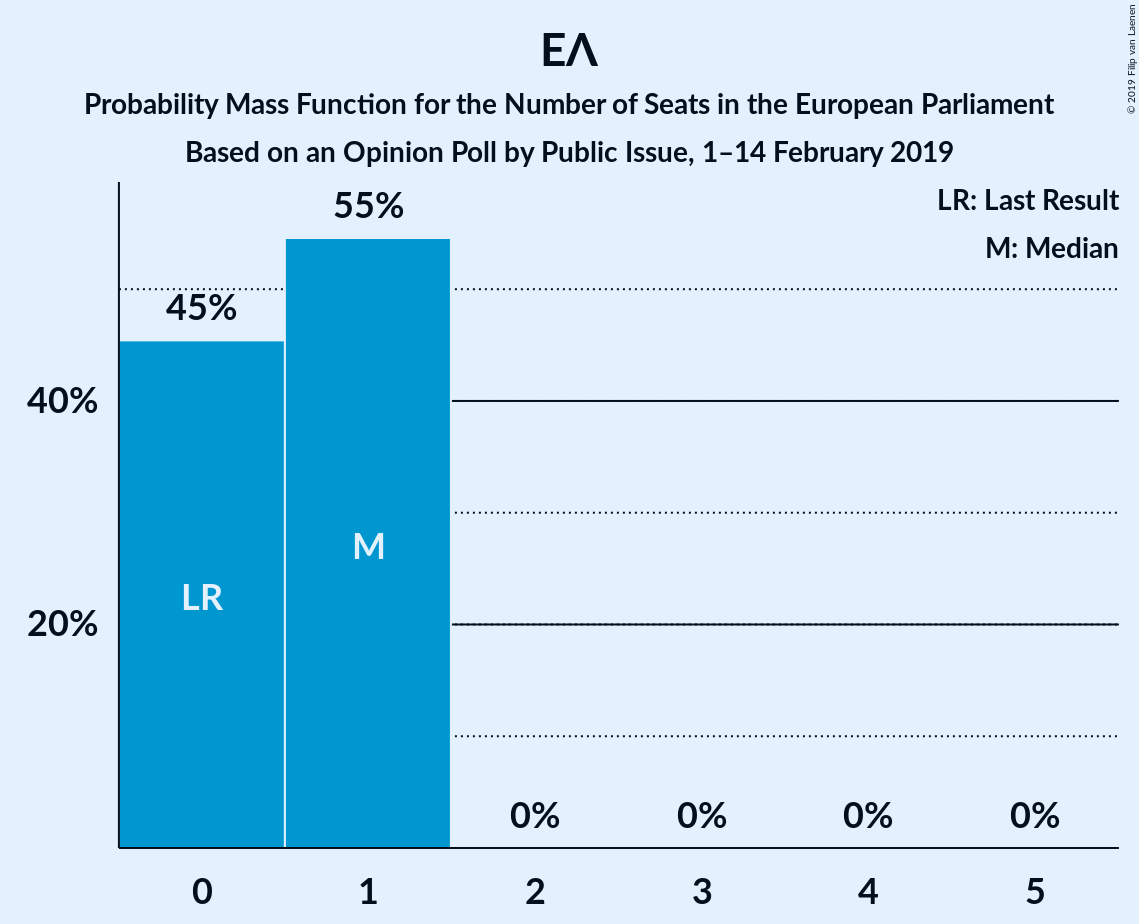 ΕΛ
Probability Mass Function for the Number of Seats in the European Parliament
Based on an Opinion Poll by Public Issue, 1–14 February 2019
© 2019 Filip van Laenen
LR: Last Result
M: Median
55%
45%
40%
20%
LR
M
0%
0%
0%
0%
0
1
2
3
4
5